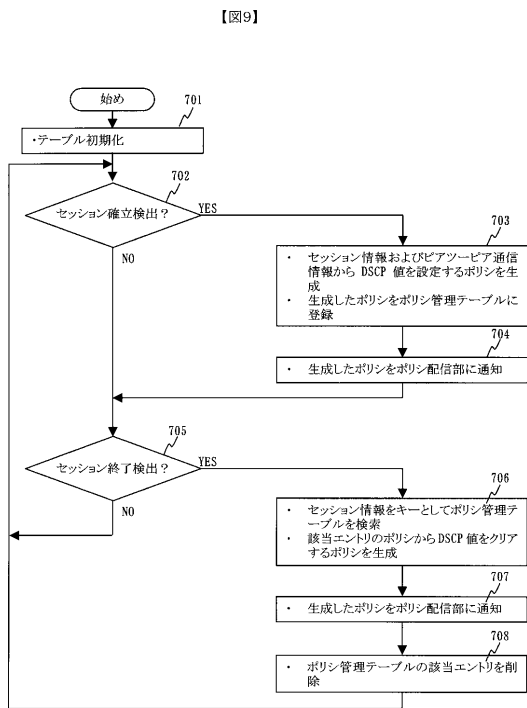 【図9】
始め
701
・テーブル初期化
702
セッション確立検出？
YES
NO
703
・ セッション情報およびピアツーピア通信
情報から DSCP 値を設定するポリシを生
成
・ 生成したポリシをポリシ管理テーブルに
登録
704
・ 生成したポリシをポリシ配信部に通知
705
セッション終了検出？
YES
NO
706
・ セッション情報をキーとしてポリシ管理テ
ーブルを検索
・ 該当エントリのポリシからDSCP 値をクリア
するポリシを生成
707
・ 生成したポリシをポリシ配信部に通知
708
・ ポリシ管理テーブルの該当エントリを削
除